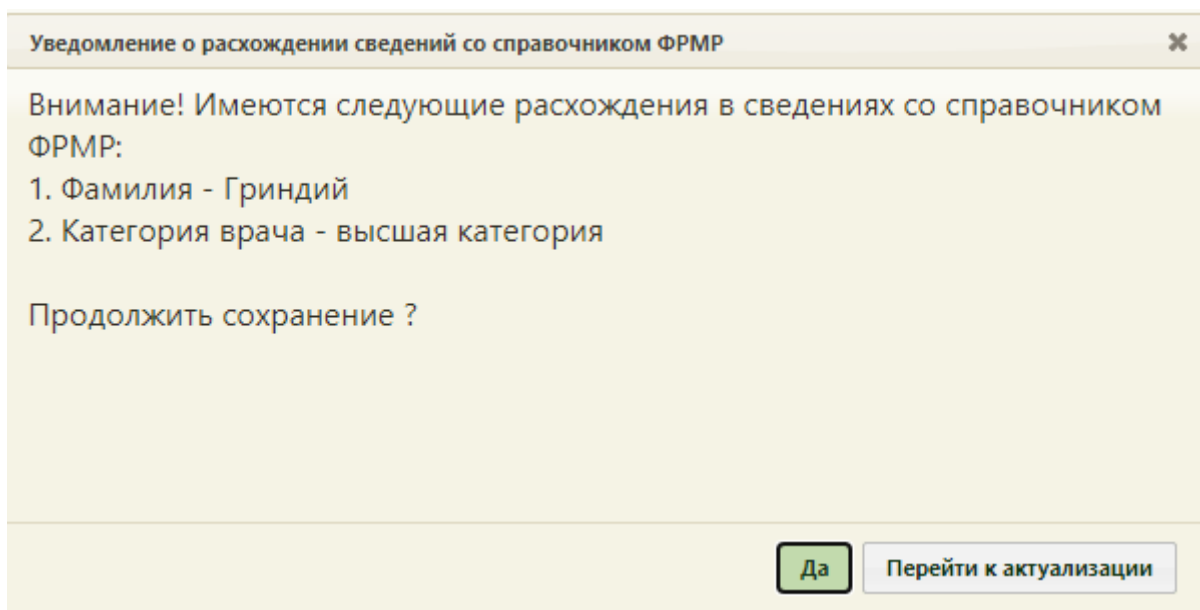 Уведомление о расхождении сведений со справочником ФРМР
Внимание! Имеются следующие расхождения в сведениях со справочником
ФРМР:
1. Фамилия - Гриндий
2. Категория врача - высшая категория
Продолжить сохранение ?
Да
Перейти к актуализации